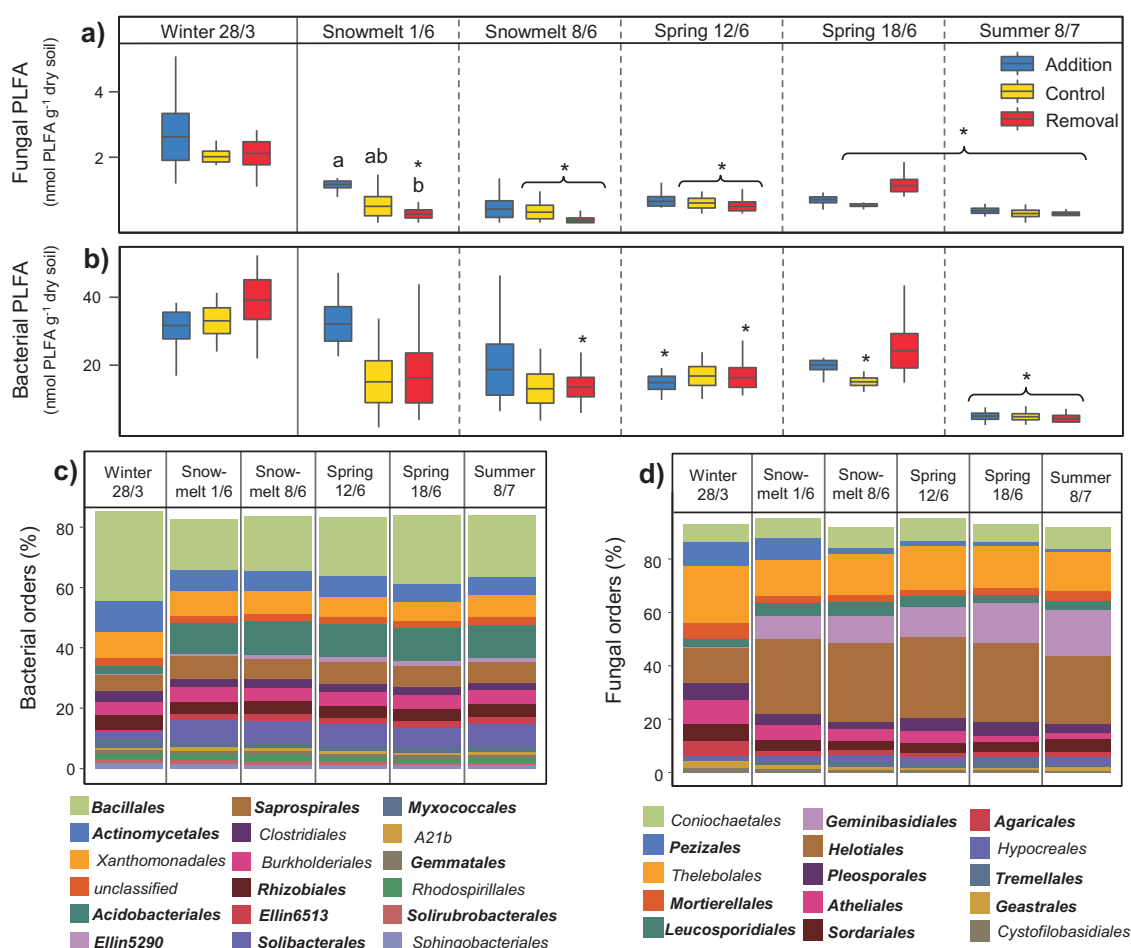 a)
Winter 28/3 Snowmelt 1/6 Snowmelt 8/6 Spring 12/6 Spring 18/6 Summer 8/7
Fungal PLFA
(nmol PLFA g-1 dry soil)
4
2
Addition
Control
Removal
a ab * b
* * *
b)
Bacterial PLFA
(nmol PLFA g-1 dry soil)
40
20
* * * * *
c)
Winter 28/3 Snow-melt 1/6 Snow-melt 8/6 Spring 12/6 Spring 18/6 Summer 8/7
Bacterial orders (%)
80
60
40
20
0
Bacillales Saprospirales Myxococcales
Actinomycetales Clostridiales A21b
Xanthomonadales Burkholderiales Gemmatales
unclassified Rhizobiales Rhodospirillales
Acidobacteriales Ellin6513 Solirubrobacterales
Ellin5290 Solibacterales Sphingobacteriales
d)
Winter 28/3 Snow-melt 1/6 Snow-melt 8/6 Spring 12/6 Spring 18/6 Summer 8/7
Fungal orders (%)
80
60
40
20
0
Coniochaetales Geminibasidiales Agaricales
Pezizales Helotiales Hypocreales
Thelebolales Pleosporales Tremellales
Mortierellales Atheliales Geastrales
Leucosporidiales Sordariales Cystofilobasidiales